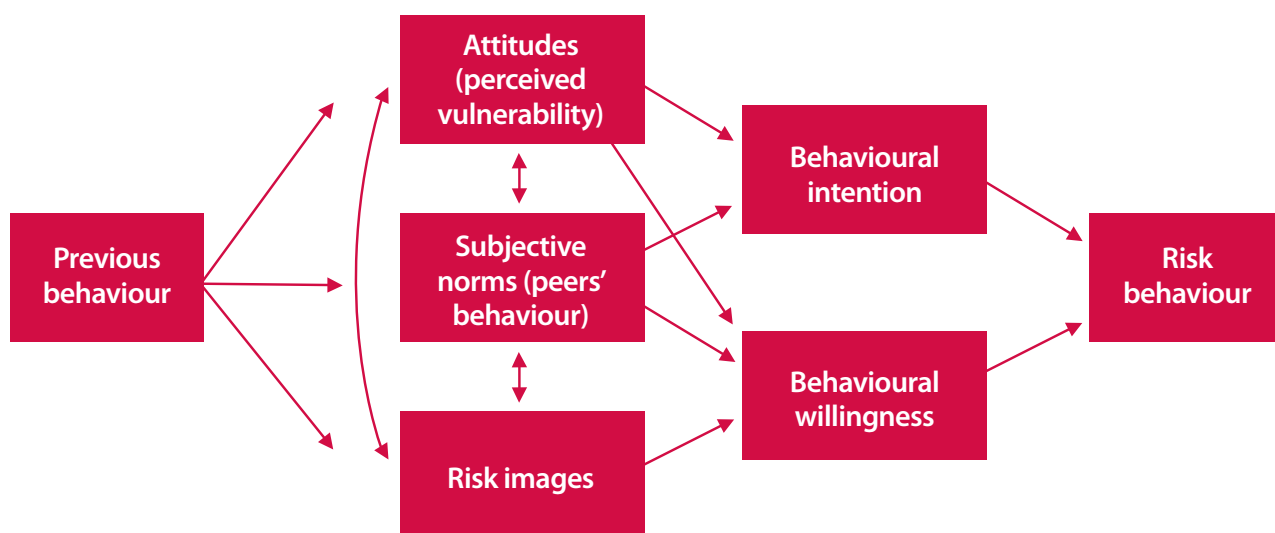 Previous
behaviour
Attitudes
(perceived
vulnerability)
Subjective
norms (peers’
behaviour)
Risk images
Behavioural
intention
Behavioural
willingness
Risk
behaviour